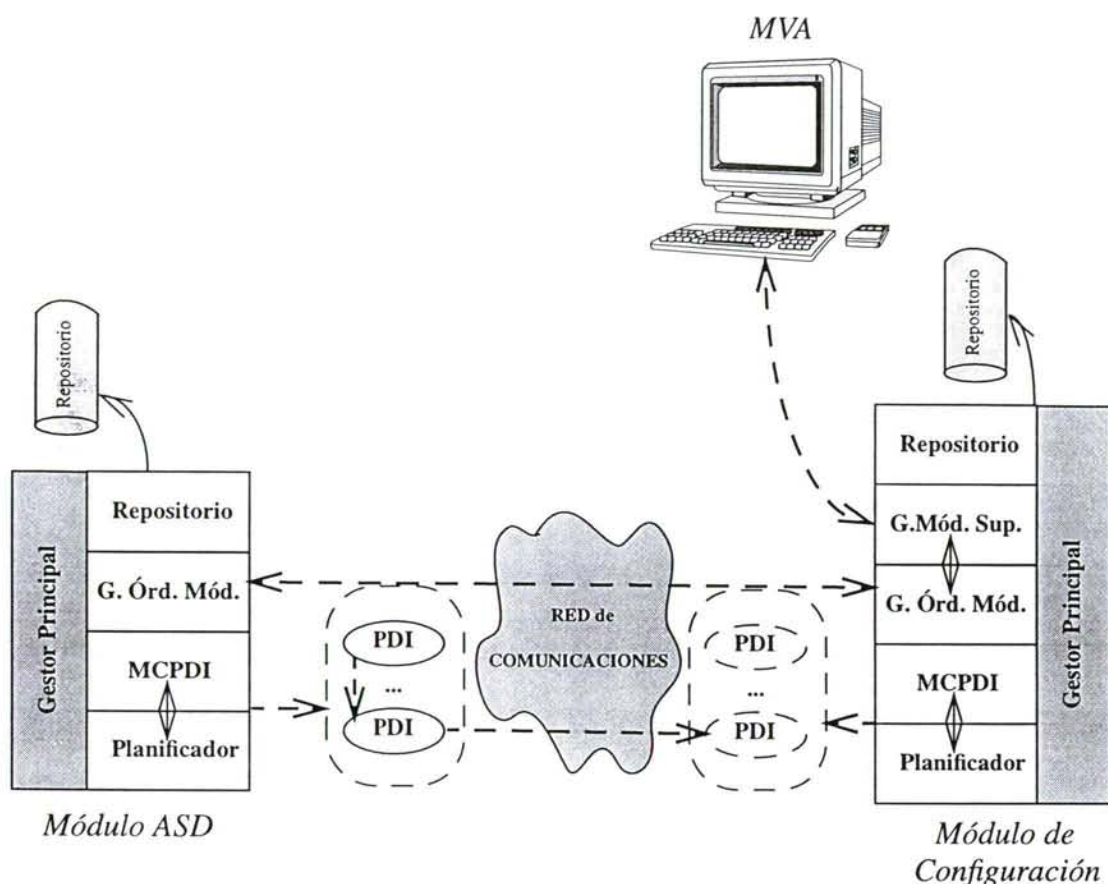 MVA
Repositorio
Repositorio
Gestor Principal
Repositorio
G. Órd. Mód.
MCPDI
Planificador
Módulo ASD
PDI
...
PDI
RED de
COMUNICACIONES
PDI
...
PDI
Repositorio
G.Mód. Sup.
G. Órd. Mód.
MCPDI
Planificador
Gestor Principal
Módulo de
Configuración